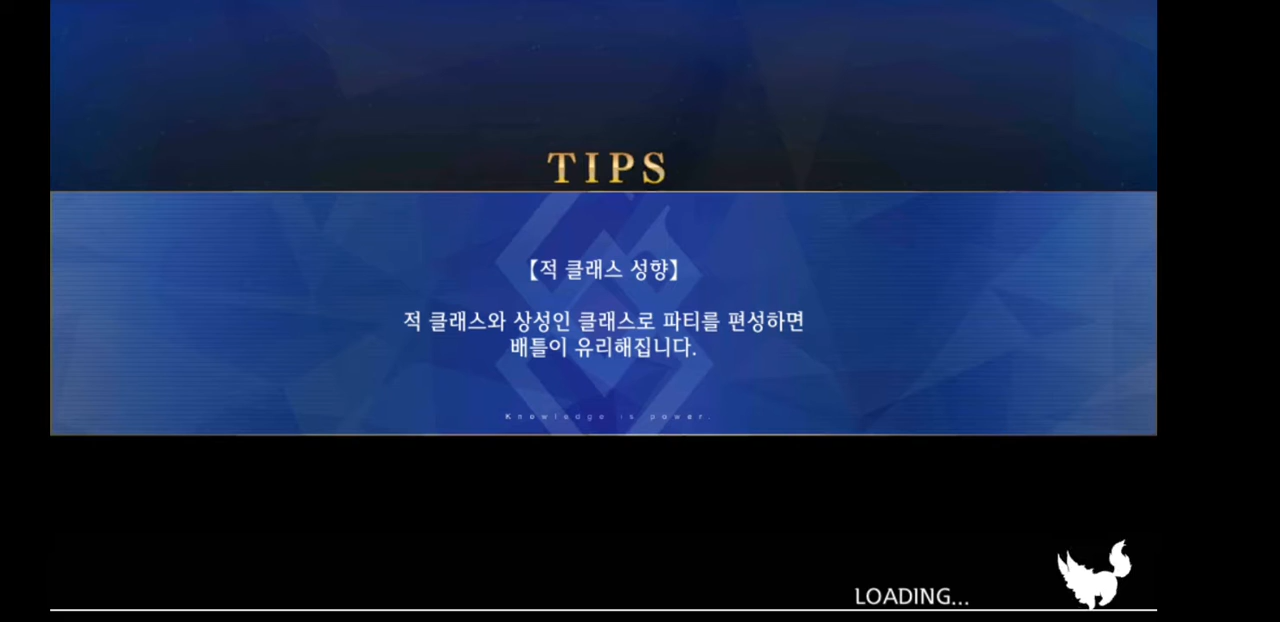 TIPS
【적 클래스 성향】
적 클래스와 상성인 클래스로 파티를 편성하면
배틀이 유리해집니다.
Knowledge is power.
LOADING...